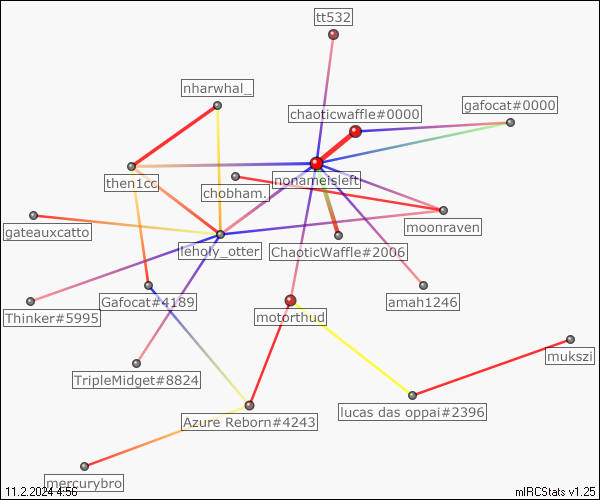 tt532
nharwhal_
chaoticwaffle#0000
gafocat#0000
then1cc
nonameisleft
chobham.
moonraven
gateauxcatto
leholy_otter
ChaoticWaffle#2006
Thinker#5995
Gafocat#4189
amah1246
motorthud
mukszi
TripleMidget#8824
lucas das oppai#2396
Azure Reborn#4243
mercurybro
11.2.2024 4:56
mIRCStats v1.25